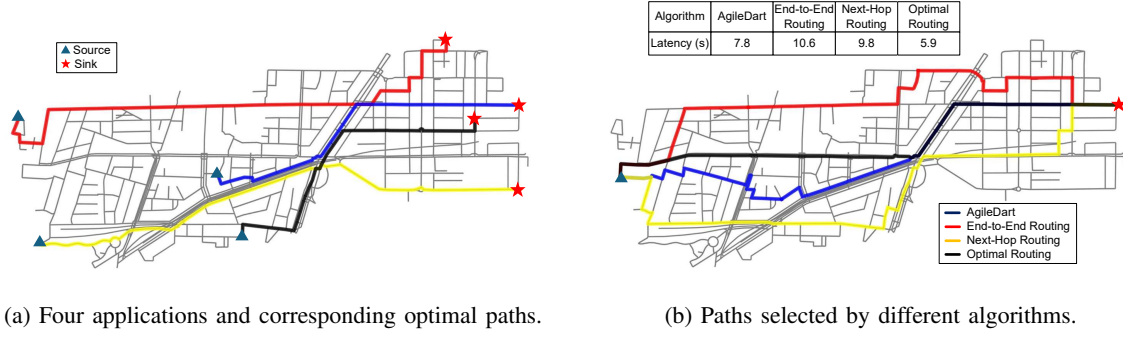 Source
Sink
Algorithm AgileDart End-to-End Routing Next-Hop Routing Optimal Routing
Latency (s) 7.8 10.6 9.8 5.9
AgileDart
End-to-End Routing
Next-Hop Routing
Optimal Routing
(a) Four applications and corresponding optimal paths.
(b) Paths selected by different algorithms.